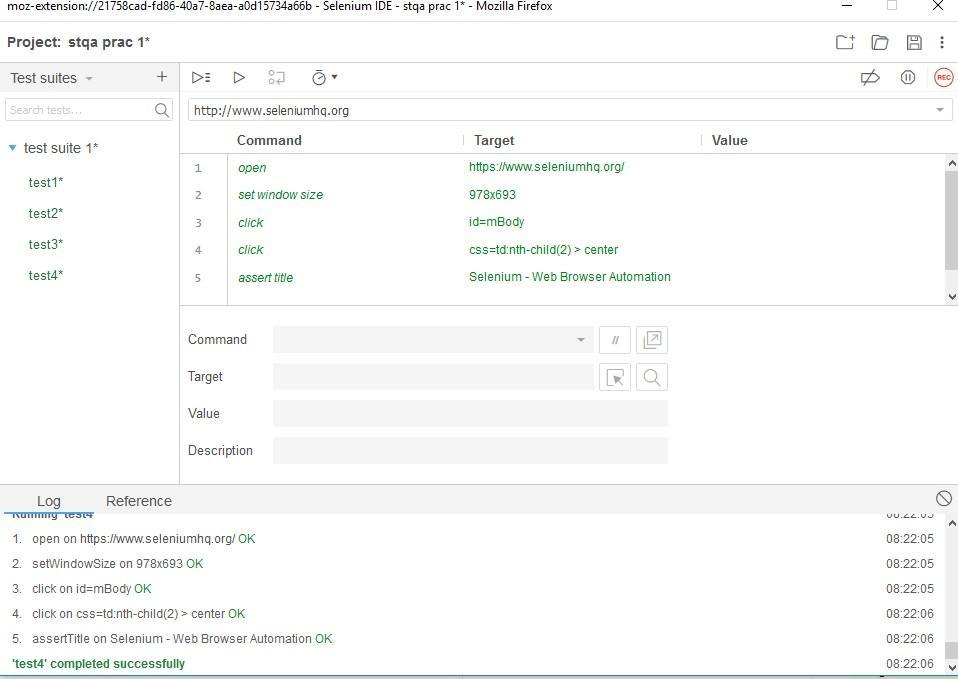 moz-extension://21758cad-fd86-40a7-8aea-a0d15734a66b - Selenium IDE - stqa prac 1* - Mozilla Firefox
Project: stqa prac 1*
Test suites
REC
Search tests...
http://www.seleniumhq.org
Command Target Value
test suite 1*
test1*
test2*
test3*
test4*
1 open https://www.seleniumhq.org/
2 set window size 978x693
3 click id=mBody
4 click css=td:nth-child(2) > center
5 assert title Selenium - Web Browser Automation
Command //
Target
Value
Description
Log Reference
Running 'test4' 08:22:05
1. open on https://www.seleniumhq.org/ OK 08:22:05
2. setWindowSize on 978x693 OK 08:22:05
3. click on id=mBody OK 08:22:05
4. click on css=td:nth-child(2) > center OK 08:22:06
5. assertTitle on Selenium - Web Browser Automation OK 08:22:06
'test4' completed successfully 08:22:06